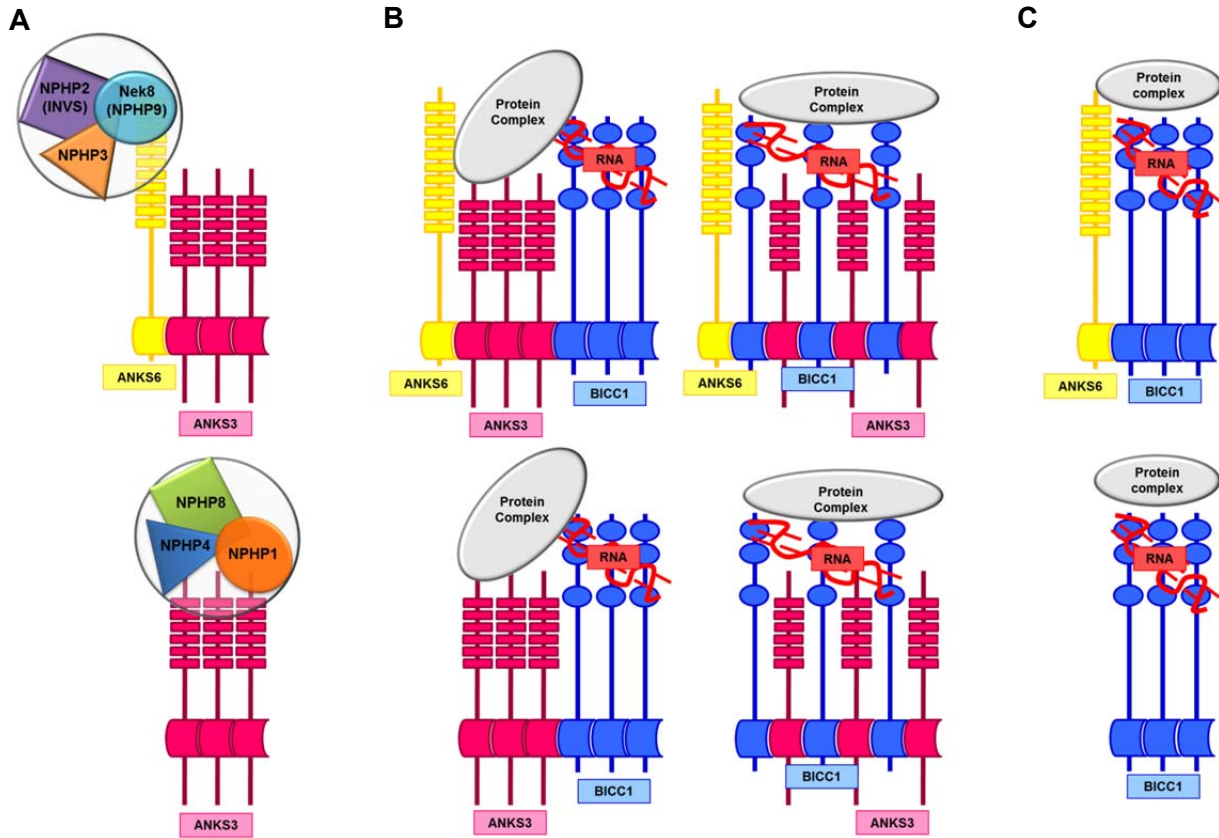 A
NPHP2
(INVS)
Nek8
(NPHP9)
NPHP3
ANKS6
ANKS3
NPHP8
NPHP4
NPHP1
ANKS3
B
Protein
Complex
RNA
ANKS6
BICC1
ANKS3
Protein
Complex
RNA
ANKS6
BICC1
ANKS3
Protein
Complex
RNA
BICC1
ANKS3
Protein
Complex
RNA
BICC1
ANKS3
C
Protein
complex
RNA
ANKS6
BICC1
Protein
complex
RNA
BICC1